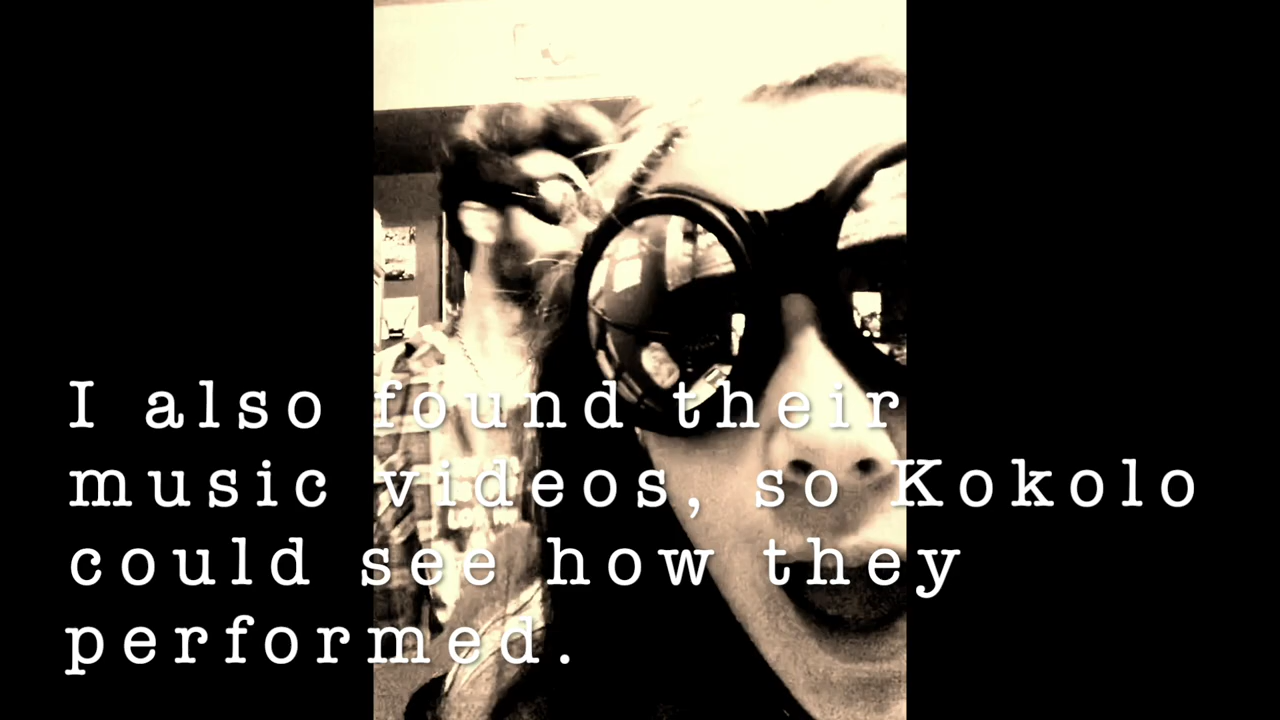 I also found their
music videos, so Kokolo
could see how they
performed.